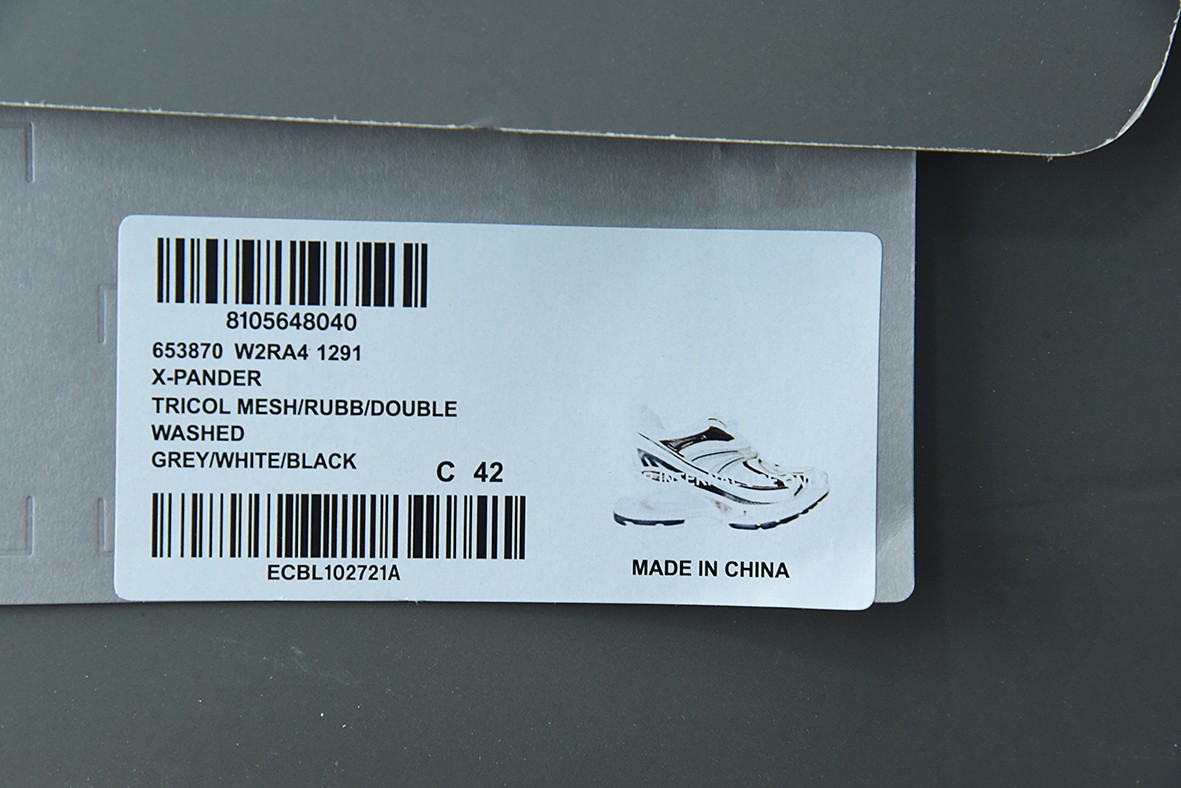 8105648040
653870 W2RA4 1291
X-PANDER
TRICOL MESH/RUBB/DOUBLE
WASHED
GREY/WHITE/BLACK
C 42
ECBL102721A
MADE IN CHINA